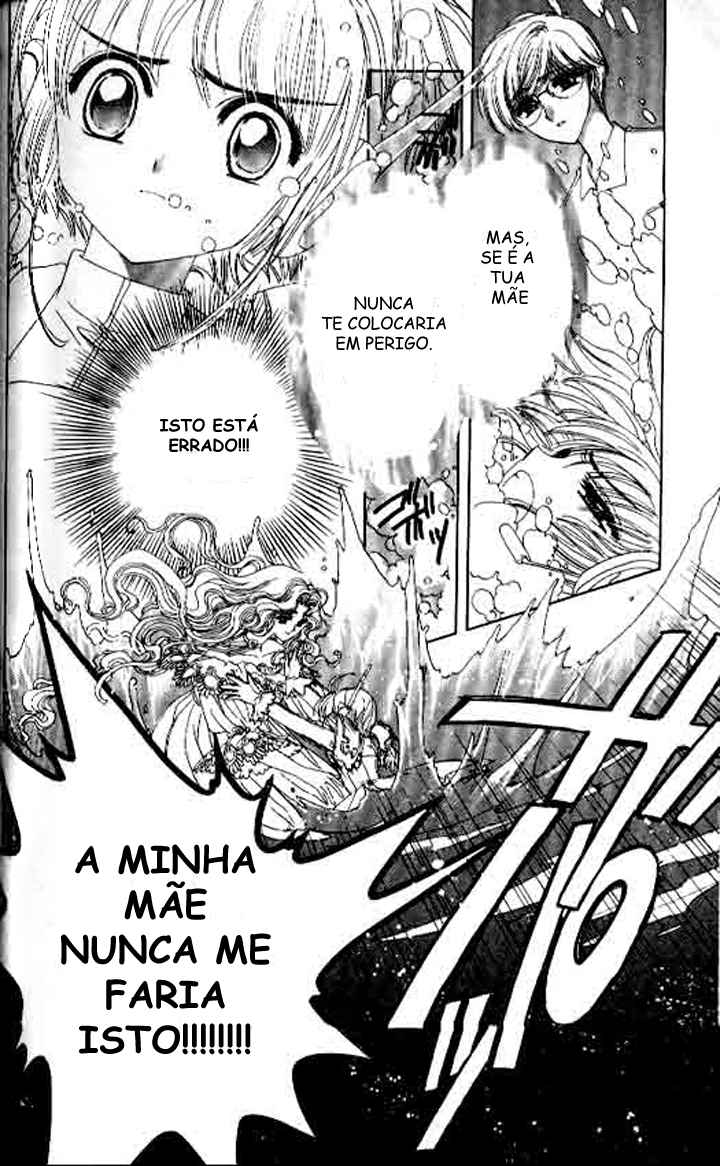 MAS,
SE É A
TUA
MÃE
NUNCA
TE COLOCARIA
EM PERIGO.
ISTO ESTÁ
ERRADO!!!
A MINHA
MÃE
NUNCA ME
FARIA
ISTO!!!!!!!!